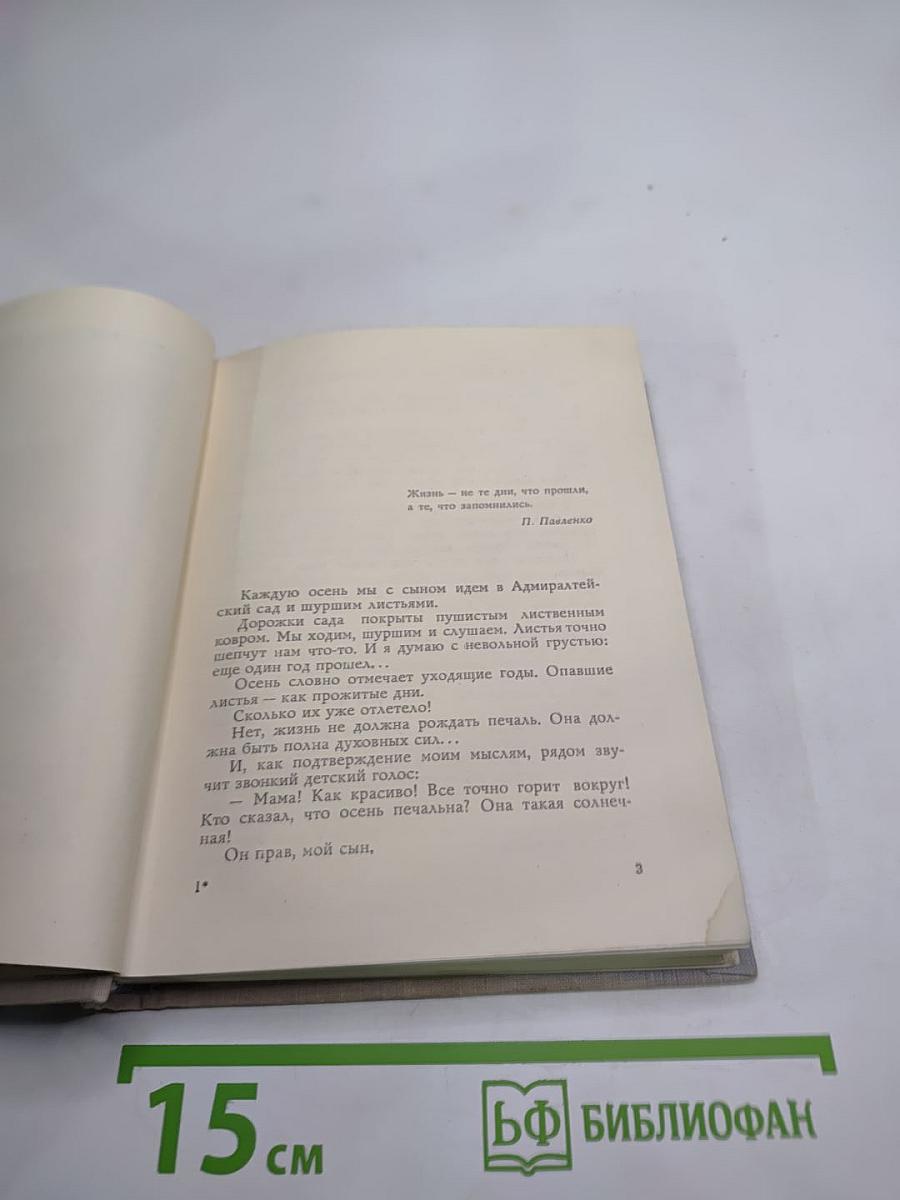 Жизнь — не те дни, что прошли,
а те, что запомнились.
П. Павленко
Каждую осень мы с сыном идем в Адмиралтей-
ский сад и шуршим листьями.
Дорожки сада покрыты пушистым лиственным
ковром. Мы ходим, шуршим и слушаем. Листья точно
шепчут нам что-то. И я думаю с невольной грустью:
еще один год прошел...
Осень словно отмечает уходящие годы. Опавшие
листья — как прожитые дни.
Сколько их уже отлетело!
Нет, жизнь не должна рождать печаль. Она дол-
жна быть полна духовных сил...
И, как подтверждение моим мыслям, рядом зву-
чит звонкий детский голос:
— Мама! Как красиво! Все точно горит вокруг!
Кто сказал, что осень печальна? Она такая солнеч-
ная!
Он прав, мой сын,
1*
3
15 см
БФ БИБЛИОФАН